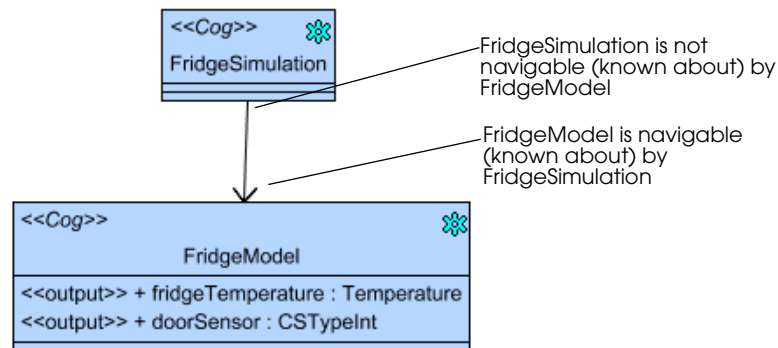 <<Cog>>
FridgeSimulation
FridgeSimulation is not
navigable (known about) by
FridgeModel
FridgeModel is navigable
(known about) by
FridgeSimulation
<<Cog>>
FridgeModel
<<output>> + fridgeTemperature : Temperature
<<output>> + doorSensor : CSTypeInt